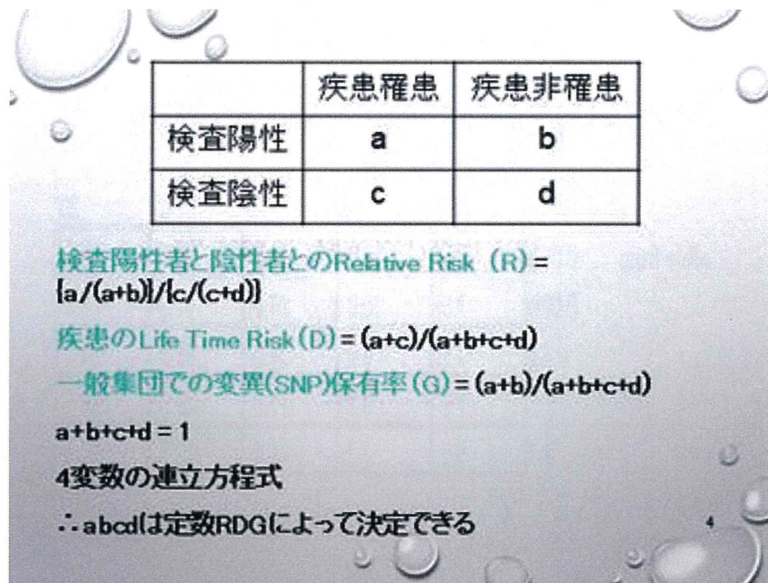 疾患罹患 疾患非罹患
検査陽性 a b
検査陰性 c d
検査陽性者と陰性者とのRelative Risk (R) =
{a/(a+b)}/{c/(c+d)}
疾患のLife Time Risk(D) = (a+c)/(a+b+c+d)
一般集団での変異(SNP)保有率(G) = (a+b)/(a+b+c+d)
a+b+c+d = 1
4変数の連立方程式
∴abcdは定数RDGによって決定できる
4